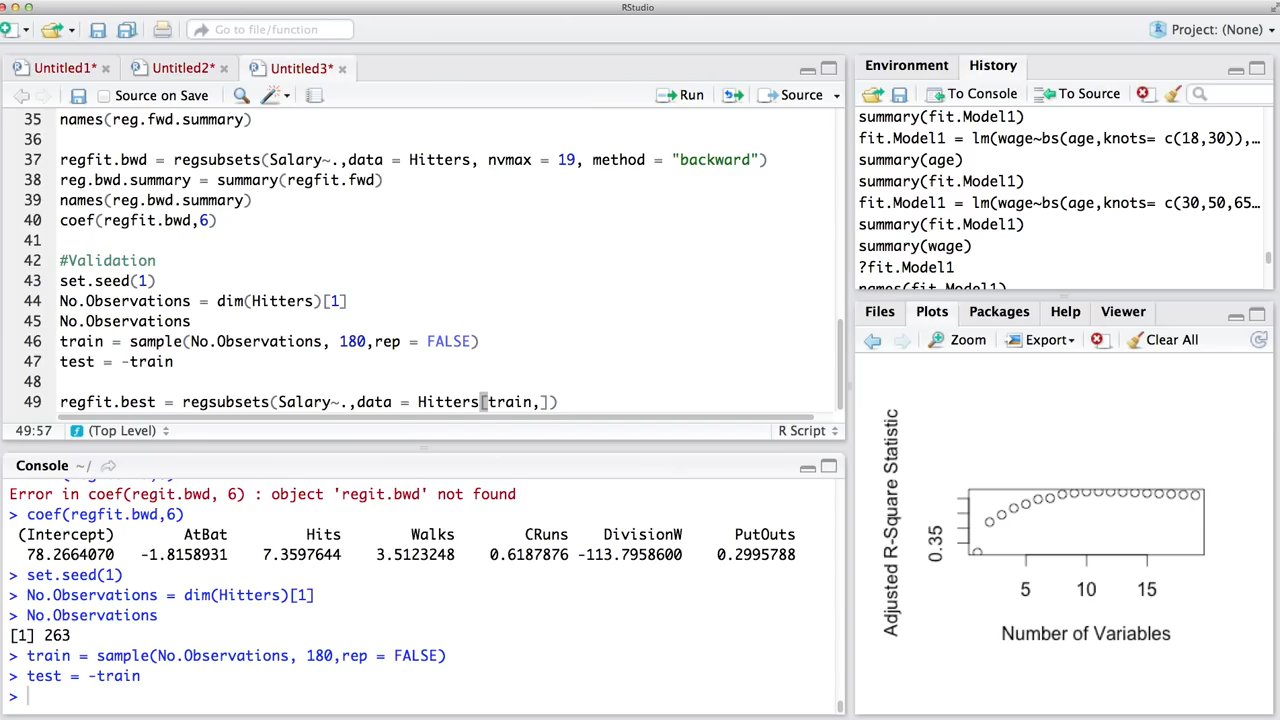 RStudio
Go to file/function
Project: (None)
Untitled1*
Untitled2*
Untitled3*
Source on Save
Run
Source
35 names(reg.fwd.summary)
36
37 regfit.bwd = regsubsets(Salary~.,data = Hitters, nvmax = 19, method = "backward")
38 reg.bwd.summary = summary(regfit.fwd)
39 names(reg.bwd.summary)
40 coef(regfit.bwd,6)
41
42 #Validation
43 set.seed(1)
44 No.Observations = dim(Hitters)[1]
45 No.Observations
46 train = sample(No.Observations, 180,rep = FALSE)
47 test = -train
48
49 regfit.best = regsubsets(Salary~.,data = Hitters[train,])
49:57
(Top Level)
R Script
Console ~/
Error in coef(regit.bwd, 6) : object 'regit.bwd' not found
> coef(regfit.bwd,6)
(Intercept) AtBat Hits Walks CRuns DivisionW PutOuts
78.2664070 -1.8158931 7.3597644 3.5123248 0.6187876 -113.7958600 0.2995788
> set.seed(1)
> No.Observations = dim(Hitters)[1]
> No.Observations
[1] 263
> train = sample(No.Observations, 180,rep = FALSE)
> test = -train
>
Environment
History
To Console
To Source
summary(fit.Model1)
fit.Model1 = lm(wage~bs(age,knots= c(18,30)),…
summary(age)
summary(fit.Model1)
fit.Model1 = lm(wage~bs(age,knots= c(30,50,65…
summary(fit.Model1)
summary(wage)
?fit.Model1
names(fit.Model1)
Files
Plots
Packages
Help
Viewer
Zoom
Export
Clear All
Adjusted R-Square Statistic
0.35
5 10 15
Number of Variables